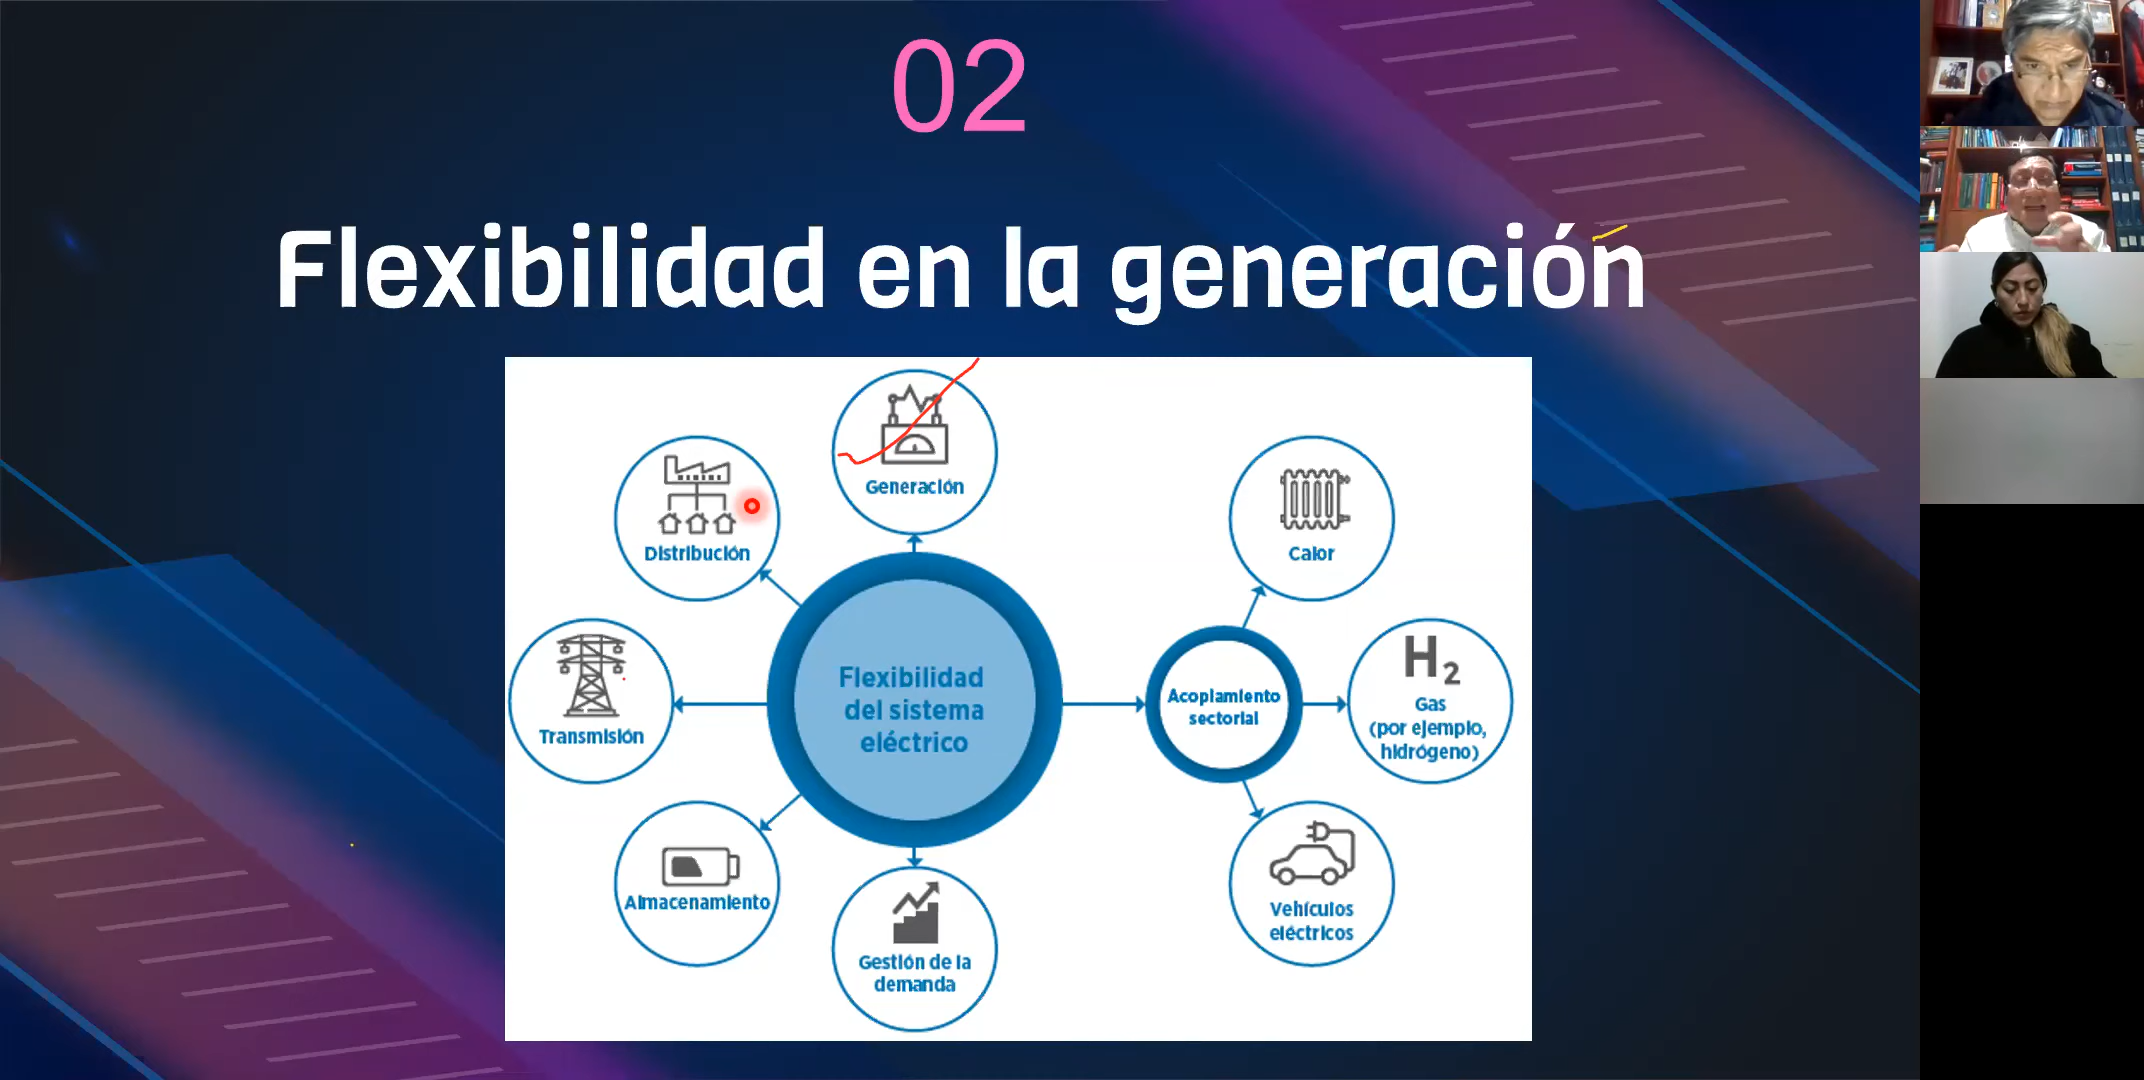 02
Flexibilidad en la generación
Generación
Distribución
Calor
Transmisión
Flexibilidad
del sistema
eléctrico
Acoplamiento
sectorial
H2
Gas
(por ejemplo,
hidrógeno)
Almacenamiento
Gestión de la
demanda
Vehículos
eléctricos